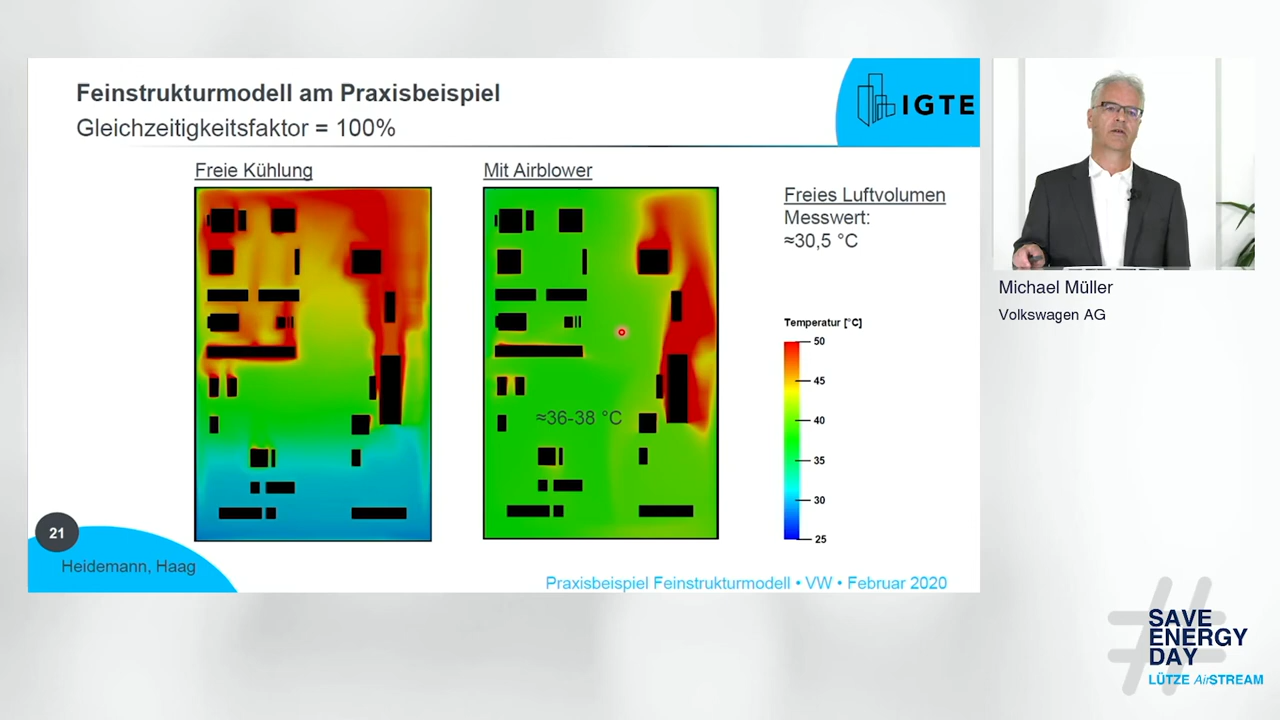 Feinstrukturmodell am Praxisbeispiel
Gleichzeitigkeitsfaktor = 100%
IGTE
Freie Kühlung
Mit Airblower
Freies Luftvolumen
Messwert:
≈30,5 °C
Temperatur [°C]
50
45
40
35
30
25
≈36-38 °C
21
Heidemann, Haag
Praxisbeispiel Feinstrukturmodell • VW • Februar 2020
Michael Müller
Volkswagen AG
#
SAVE
ENERGY
DAY
LÜTZE AirSTREAM